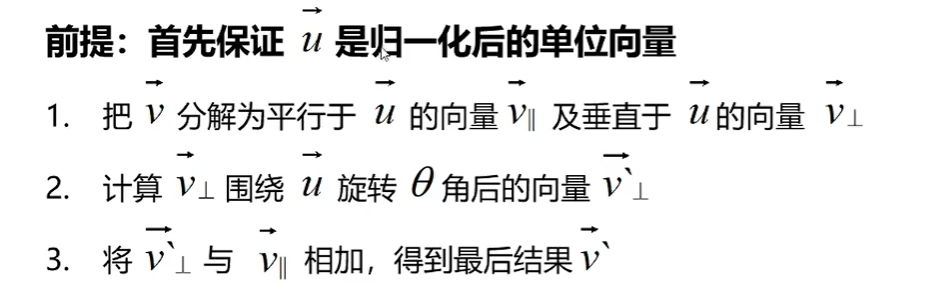 前提：首先保证 $\vec{u}$ 是归一化后的单位向量
1. 把 $\vec{v}$ 分解为平行于 $\vec{u}$ 的向量 $\vec{v}_{\parallel}$ 及垂直于 $\vec{u}$ 的向量 $\vec{v}_{\perp}$
2. 计算 $\vec{v}_{\perp}$ 围绕 $\vec{u}$ 旋转 $\theta$ 角后的向量 $\overrightarrow{v`}_{\perp}$
3. 将 $\overrightarrow{v`}_{\perp}$ 与 $\vec{v}_{\parallel}$ 相加，得到最后结果 $\vec{v}`$